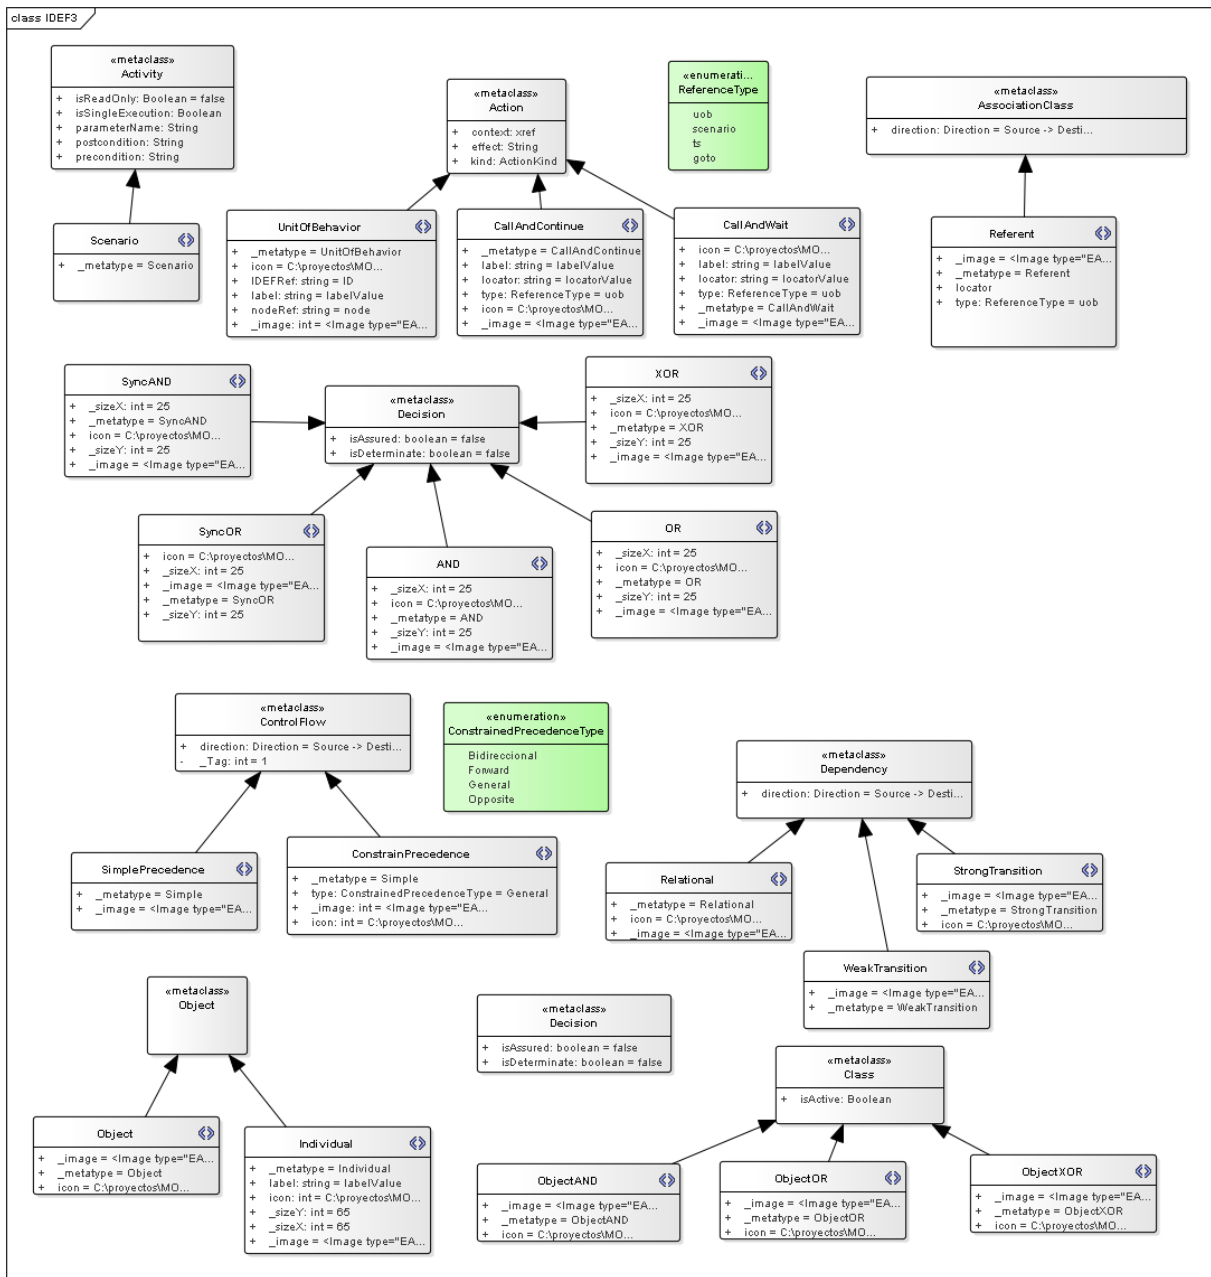 class IDEF3
«metaclass»
Activity
+ isReadOnly: Boolean = false
+ isSingleExecution: Boolean
+ parameterName: String
+ postcondition: String
+ precondition: String
«metaclass»
Action
+ context: xref
+ effect: String
+ kind: ActionKind
«enumerati...
ReferenceType
uob
scenario
ts
goto
«metaclass»
AssociationClass
+ direction: Direction = Source -> Desti...
Scenario
+ _metatype = Scenario
UnitOfBehavior
+ _metatype = UnitOfBehavior
+ icon = C:\proyectos\MO...
+ IDEFRef: string = ID
+ label: string = labelValue
+ nodeRef: string = node
+ _image: int = <Image type="EA...
CallAndContinue
+ _metatype = CallAndContinue
+ label: string = labelValue
+ locator: string = locatorValue
+ type: ReferenceType = uob
+ icon = C:\proyectos\MO...
+ _image = <Image type="EA...
CallAndWait
+ icon = C:\proyectos\MO...
+ label: string = labelValue
+ locator: string = locatorValue
+ type: ReferenceType = uob
+ _metatype = CallAndWait
+ _image = <Image type="EA...
Referent
+ _image = <Image type="EA...
+ _metatype = Referent
+ locator
+ type: ReferenceType = uob
SyncAND
+ _sizeX: int = 25
+ _metatype = SyncAND
+ icon = C:\proyectos\MO...
+ _sizeY: int = 25
+ _image = <Image type="EA...
«metaclass»
Decision
+ isAssured: boolean = false
+ isDeterminate: boolean = false
XOR
+ _sizeX: int = 25
+ icon = C:\proyectos\MO...
+ _metatype = XOR
+ _sizeY: int = 25
+ _image = <Image type="EA...
SyncOR
+ icon = C:\proyectos\MO...
+ _sizeX: int = 25
+ _image = <Image type="EA...
+ _metatype = SyncOR
+ _sizeY: int = 25
AND
+ _sizeX: int = 25
+ icon = C:\proyectos\MO...
+ _metatype = AND
+ _sizeY: int = 25
+ _image = <Image type="EA...
OR
+ _sizeX: int = 25
+ icon = C:\proyectos\MO...
+ _metatype = OR
+ _sizeY: int = 25
+ _image = <Image type="EA...
«metaclass»
ControlFlow
+ direction: Direction = Source -> Desti...
- _Tag: int = 1
«enumeration»
ConstrainedPrecedenceType
Bidireccional
Forward
General
Opposite
«metaclass»
Dependency
+ direction: Direction = Source -> Desti...
SimplePrecedence
+ _metatype = Simple
+ _image = <Image type="EA...
ConstrainPrecedence
+ _metatype = Simple
+ type: ConstrainedPrecedenceType = General
+ _image: int = <Image type="EA...
+ icon: int = C:\proyectos\MO...
Relational
+ _metatype = Relational
+ icon = C:\proyectos\MO...
+ _image = <Image type="EA...
StrongTransition
+ _image = <Image type="EA...
+ _metatype = StrongTransition
+ icon = C:\proyectos\MO...
WeakTransition
+ _image = <Image type="EA...
+ _metatype = WeakTransition
«metaclass»
Object
«metaclass»
Decision
+ isAssured: boolean = false
+ isDeterminate: boolean = false
«metaclass»
Class
+ isActive: Boolean
Object
+ _image = <Image type="EA...
+ _metatype = Object
+ icon = C:\proyectos\MO...
Individual
+ _metatype = Individual
+ label: string = labelValue
+ icon: int = C:\proyectos\MO...
+ _sizeY: int = 65
+ _sizeX: int = 65
+ _image = <Image type="EA...
ObjectAND
+ _image = <Image type="EA...
+ _metatype = ObjectAND
+ icon = C:\proyectos\MO...
ObjectOR
+ _image = <Image type="EA...
+ _metatype = ObjectOR
+ icon = C:\proyectos\MO...
ObjectXOR
+ _image = <Image type="EA...
+ _metatype = ObjectXOR
+ icon = C:\proyectos\MO...